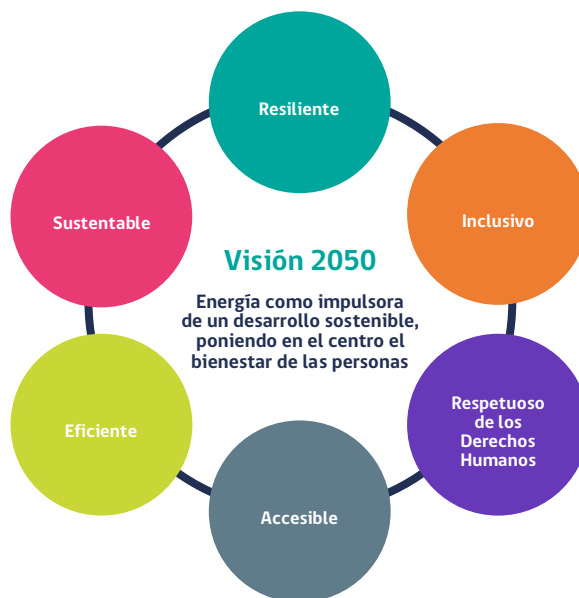 Resiliente
Sustentable
Inclusivo
Visión 2050
Energía como impulsora
de un desarrollo sostenible,
poniendo en el centro el
bienestar de las personas
Eficiente
Respetuoso
de los
Derechos
Humanos
Accesible